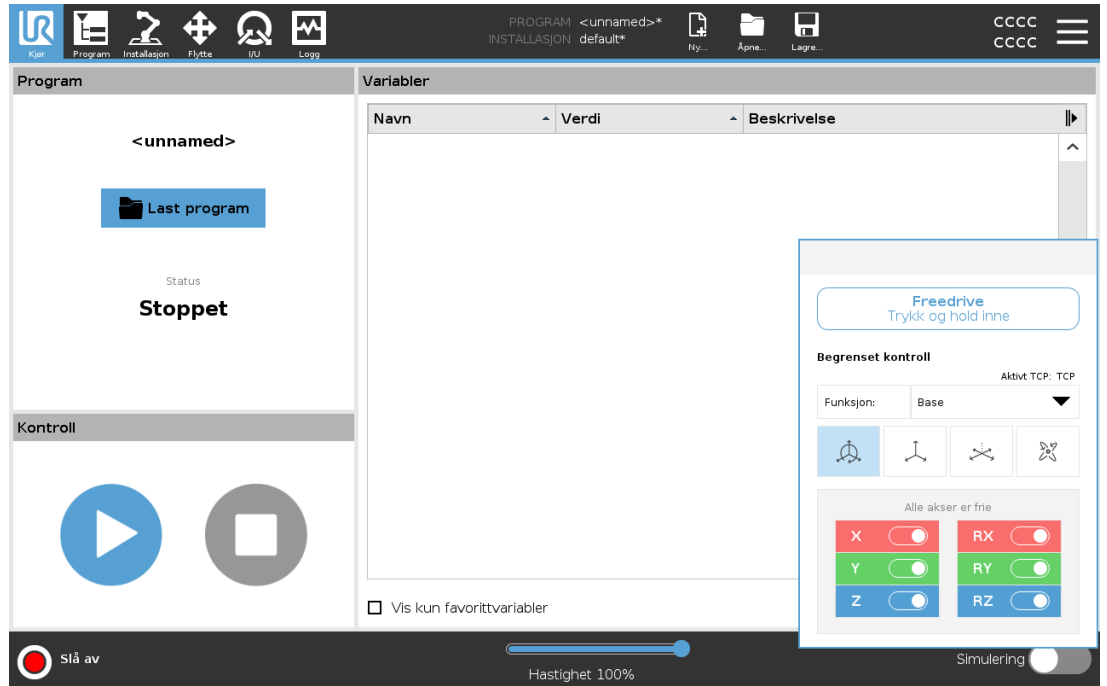 UR
PROGRAM <unnamed>*
INSTALLASJON default*
CCCC
CCCC
Kjør
Program
Installasjon
Flytte
I/U
Logg
Ny...
Åpne...
Lagre...
Program
<unnamed>
Last program
Status
Stoppet
Kontroll
Variabler
Navn
Verdi
Beskrivelse
Vis kun favorittvariabler
Freedrive
Trykk og hold inne
Begrenset kontroll
Aktivt TCP: TCP
Funksjon: Base
Alle akser er frie
X RX
Y RY
Z RZ
Slå av
Hastighet 100%
Simulering